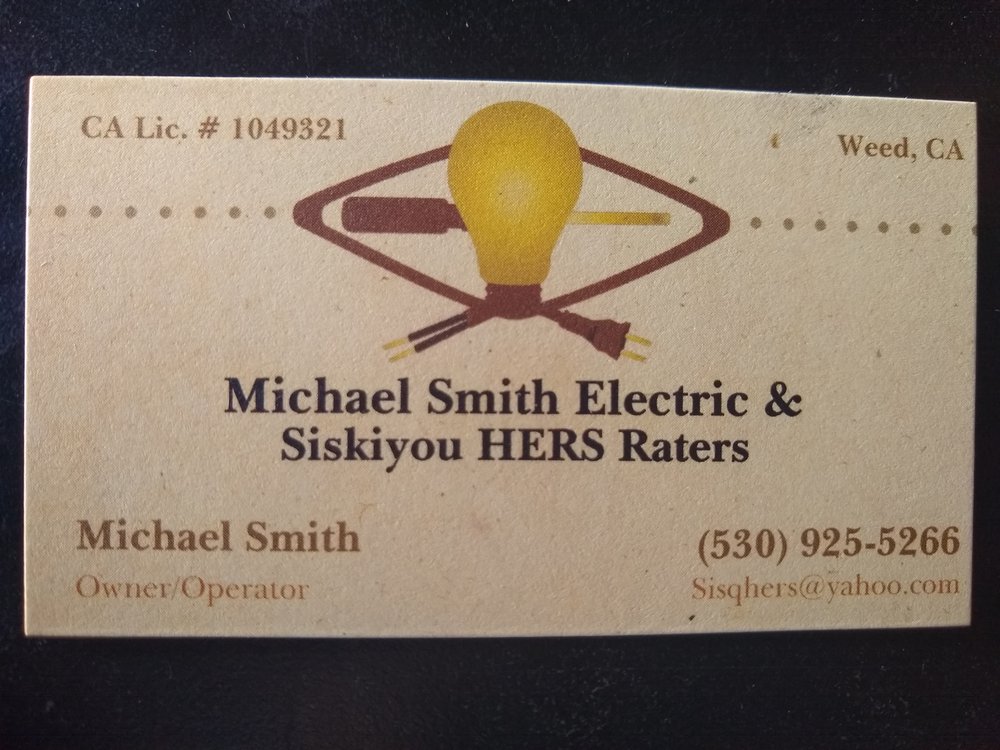 CA Lic. # 1049321
Weed, CA
Michael Smith Electric &
Siskiyou HERS Raters
Michael Smith
Owner/Operator
(530) 925-5266
Sisqhers@yahoo.com